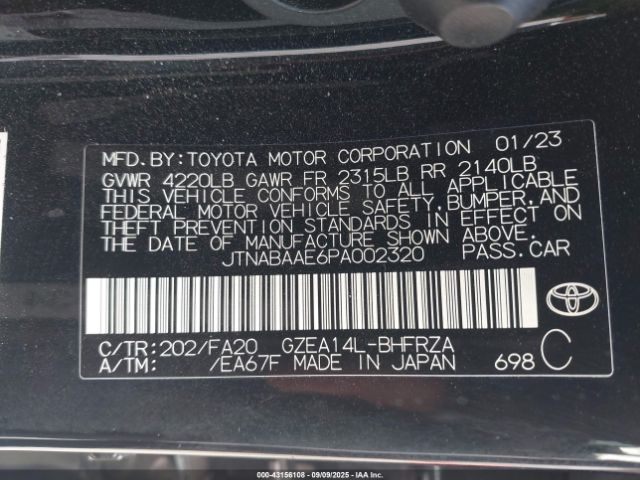 MFD. BY: TOYOTA MOTOR CORPORATION 01/23
GVWR 4220LB GAWR FR 2315LB RR 2140LB
THIS VEHICLE CONFORMS TO ALL APPLICABLE
FEDERAL MOTOR VEHICLE SAFETY, BUMPER, AND
THEFT PREVENTION STANDARDS IN EFFECT ON
THE DATE OF MANUFACTURE SHOWN ABOVE.
JTNABAAE6PA002320 PASS. CAR
C/TR: 202/FA20 GZEA14L-BHFRZA
A/TM: /EA67F MADE IN JAPAN 698 C
000-43156108 - 09/09/2025 - IAAI.COM